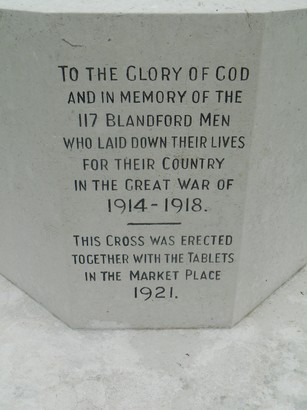 To the Glory of God
and in memory of the
117 Blandford Men
who laid down their lives
for their Country
in the Great War of
1914-1918.
This Cross was erected
together with the Tablets
in the Market Place
1921.